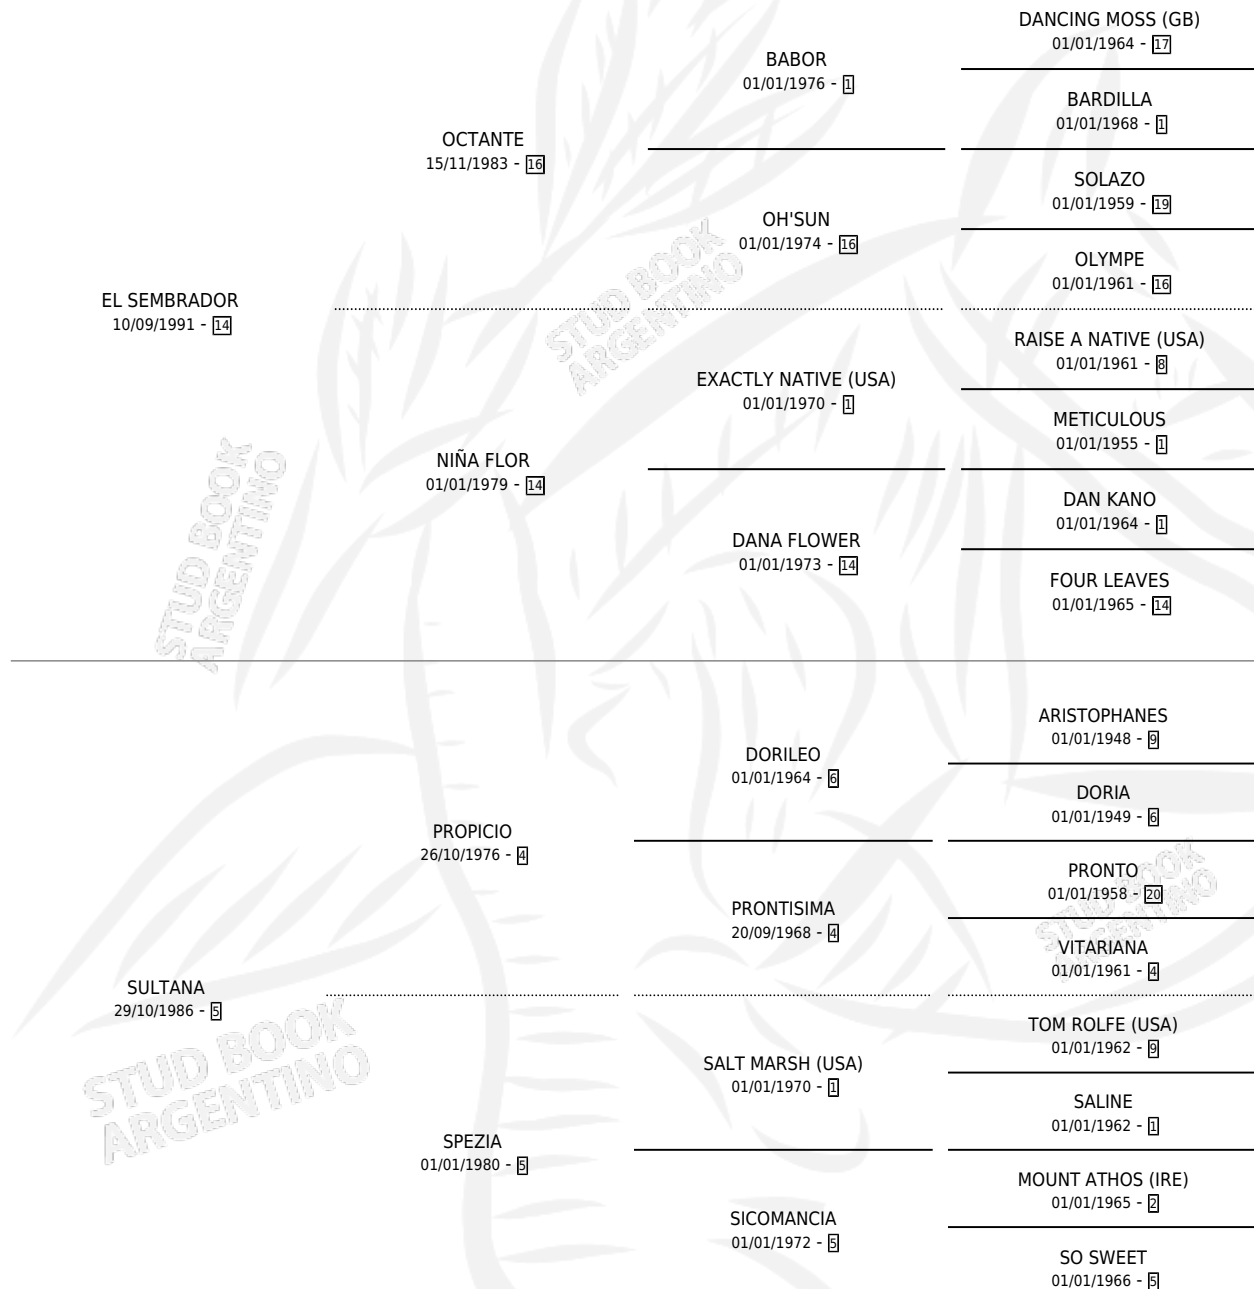 DANCING MOSS (GB)
01/01/1964 - 17
BABOR
01/01/1976 - 1
BARDILLA
01/01/1968 - 1
OCTANTE
15/11/1983 - 16
SOLAZO
01/01/1959 - 19
OH'SUN
01/01/1974 - 16
OLYMPE
01/01/1961 - 16
EL SEMBRADOR
10/09/1991 - 14
RAISE A NATIVE (USA)
01/01/1961 - 8
EXACTLY NATIVE (USA)
01/01/1970 - 1
METICULOUS
01/01/1955 - 1
NIÑA FLOR
01/01/1979 - 14
DAN KANO
01/01/1964 - 1
DANA FLOWER
01/01/1973 - 14
FOUR LEAVES
01/01/1965 - 14
ARISTOPHANES
01/01/1948 - 9
DORILEO
01/01/1964 - 6
DORIA
01/01/1949 - 6
PROPICIO
26/10/1976 - 4
PRONTO
01/01/1958 - 20
PRONTISIMA
20/09/1968 - 4
VITARIANA
01/01/1961 - 4
SULTANA
29/10/1986 - 5
TOM ROLFE (USA)
01/01/1962 - 9
SALT MARSH (USA)
01/01/1970 - 1
SALINE
01/01/1962 - 1
SPEZIA
01/01/1980 - 5
MOUNT ATHOS (IRE)
01/01/1965 - 2
SICOMANCIA
01/01/1972 - 5
SO SWEET
01/01/1966 - 5
STUD BOOK
ARGENTINO
STUD BOOK
ARGENTINO
STUD BOOK
ARGENTINO
STUD BOOK
ARGENTINO